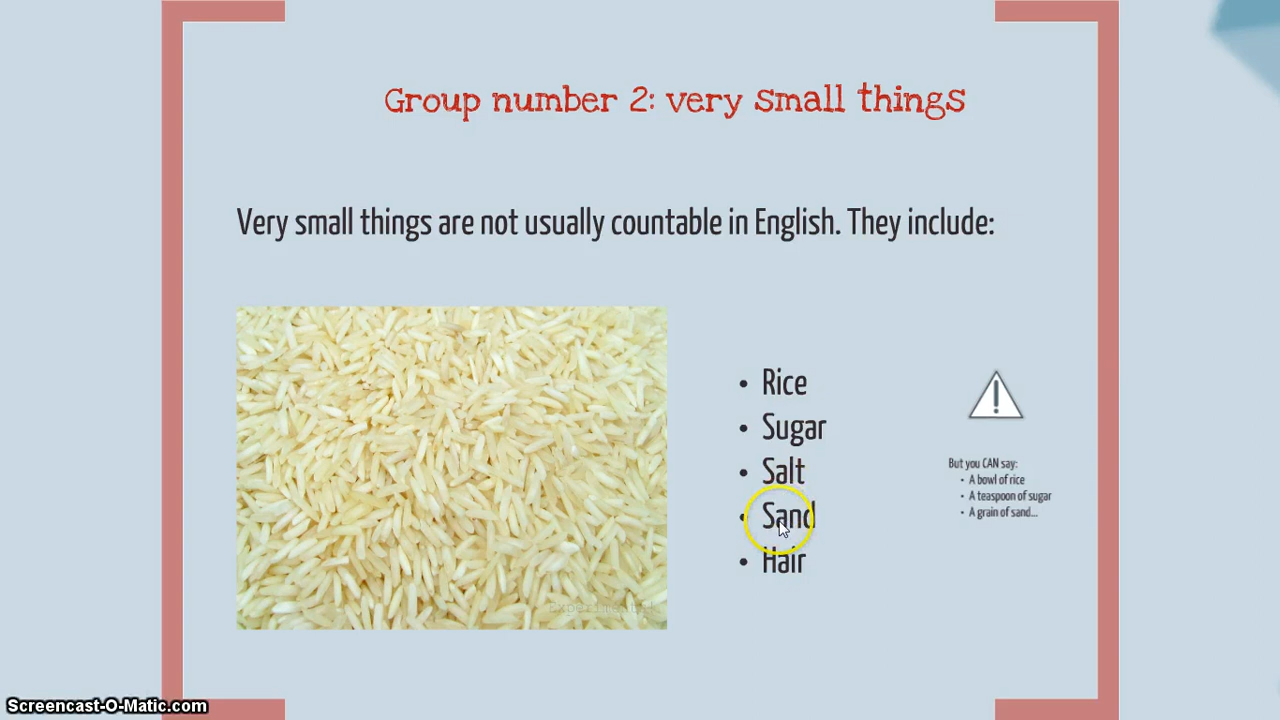 Group number 2: very small things
Very small things are not usually countable in English. They include:
• Rice
• Sugar
• Salt
• Sand
• Hair
But you CAN say:
• A bowl of rice
• A teaspoon of sugar
• A grain of sand...
Screencast-O-Matic.com